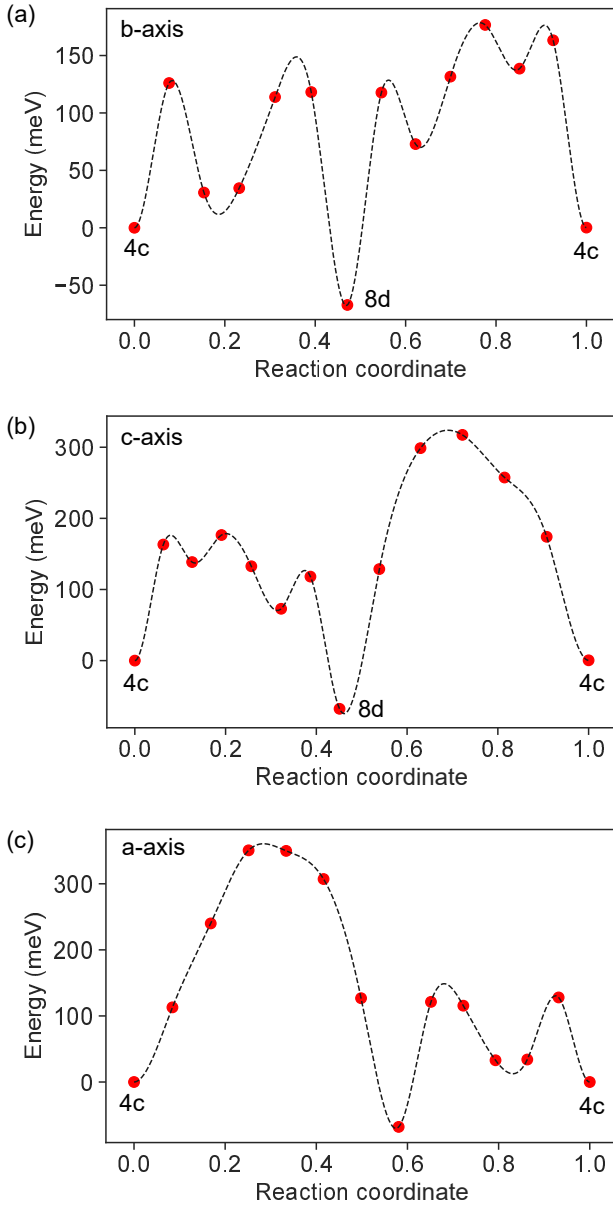 (a)
b-axis
Energy (meV)
150
100
50
0
−50
4c
8d
4c
0.0 0.2 0.4 0.6 0.8 1.0
Reaction coordinate
(b)
c-axis
Energy (meV)
300
200
100
0
4c
8d
4c
0.0 0.2 0.4 0.6 0.8 1.0
Reaction coordinate
(c)
a-axis
Energy (meV)
300
200
100
0
4c
4c
0.0 0.2 0.4 0.6 0.8 1.0
Reaction coordinate